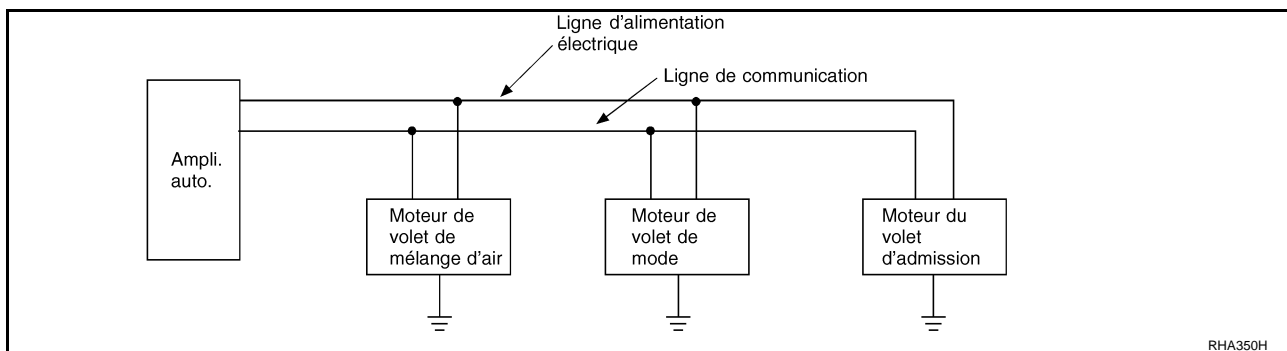 Ligne d'alimentation
électrique
Ligne de communication
Ampli.
auto.
Moteur de
volet de
mélange d'air
Moteur de
volet de
mode
Moteur du
volet
d'admission
RHA350H